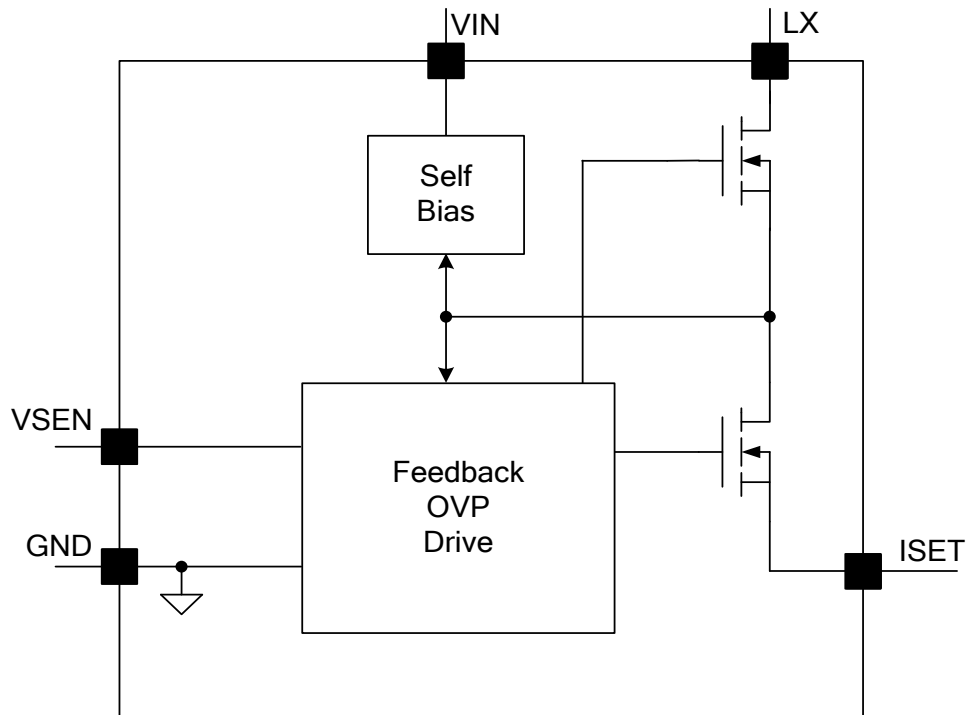 VIN
LX
Self
Bias
VSEN
Feedback
OVP
Drive
GND
ISET